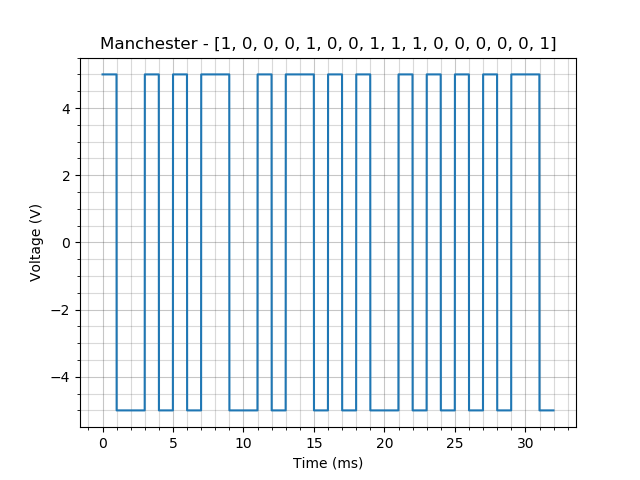 Manchester - [1, 0, 0, 0, 1, 0, 0, 1, 1, 1, 0, 0, 0, 0, 0, 1]
Voltage (V)
4
2
0
−2
−4
0 5 10 15 20 25 30
Time (ms)